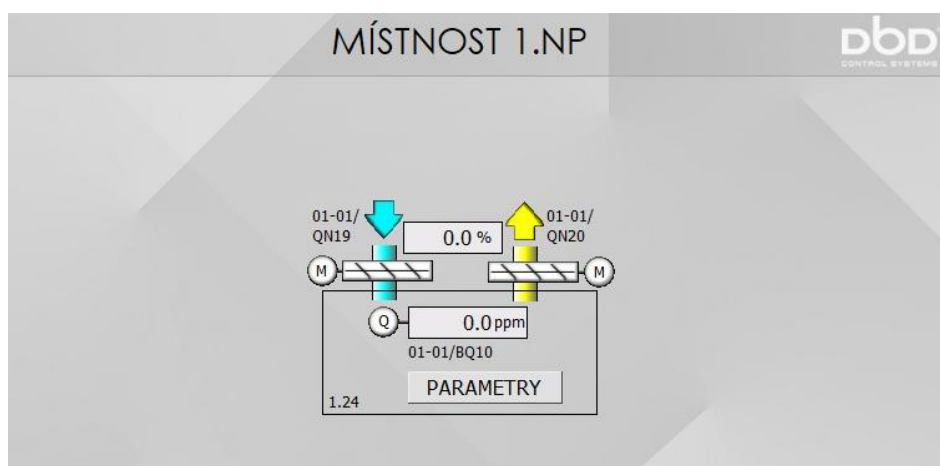 MÍSTNOST 1.NP
DbD
CONTROL SYSTEMS
01-01/
QN19
0.0 %
01-01/
QN20
M
M
Q
0.0 ppm
01-01/BQ10
PARAMETRY
1.24